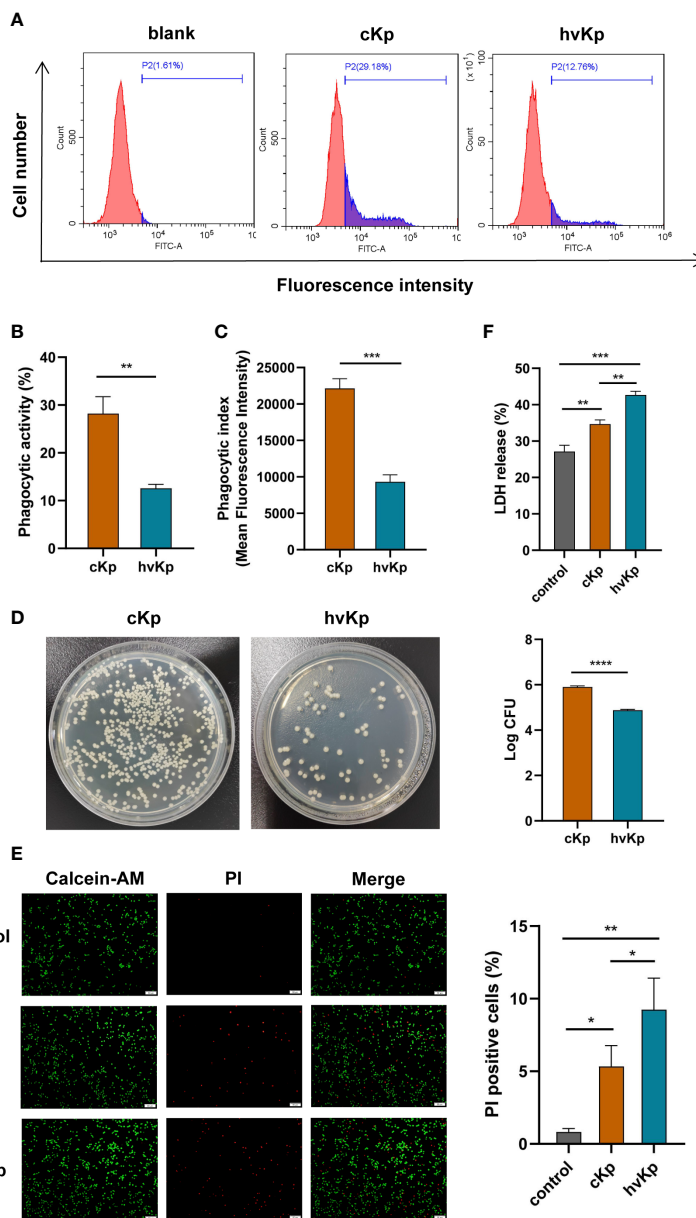 A
blank
cKp
hvKp
P2(1.61%)
P2(29.18%)
P2(12.76%)
Cell number
Count
500
0
10³ 10⁴ 10⁵ 10
FITC-A
Count
500
0
10³ 10⁴ 10⁵ 10
FITC-A
(x 10¹)
Count
100
50
0
10³ 10⁴ 10⁵ 10⁶
FITC-A
Fluorescence intensity
B
Phagocytic activity (%)
40
30
20
10
0
**
cKp hvKp
C
Phagocytic index
(Mean Fluorescence Intensity)
25000
20000
15000
10000
5000
0
***
cKp hvKp
F
LDH release (%)
50
40
30
20
10
0
***
**
**
control cKp hvKp
D
cKp
hvKp
Log CFU
8
6
4
2
0
****
cKp hvKp
E
Calcein-AM PI Merge
ol
p
PI positive cells (%)
15
10
5
0
**
*
*
control cKp hvKp